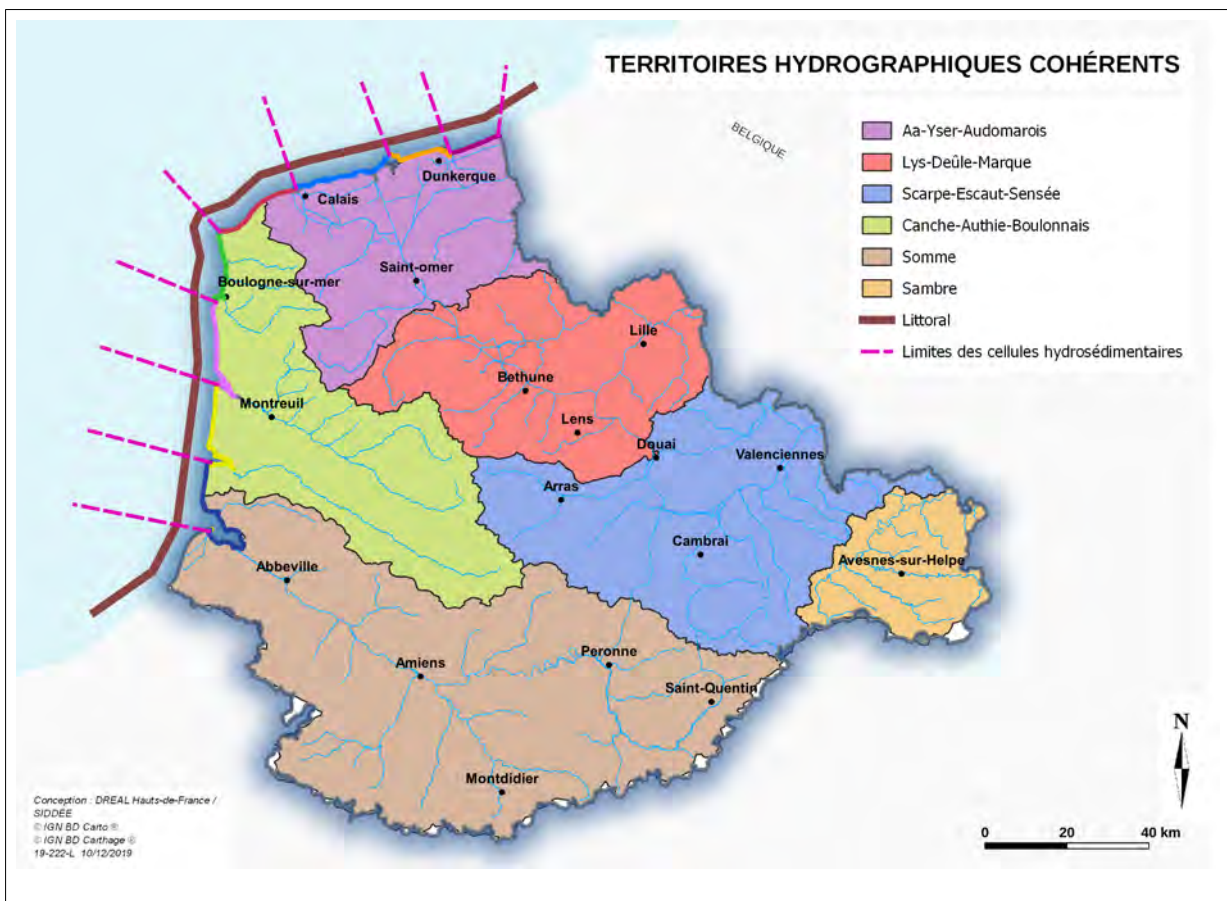 TERRITOIRES HYDROGRAPHIQUES COHÉRENTS
BELGIQUE
Aa-Yser-Audomarois
Lys-Deûle-Marque
Scarpe-Escaut-Sensée
Canche-Authie-Boulonnais
Somme
Sambre
Littoral
Limites des cellules hydrosédimentaires
Dunkerque
Calais
Saint-omer
Boulogne-sur-mer
Lille
Bethune
Montreuil
Lens
Douai
Valenciennes
Arras
Cambrai
Avesnes-sur-Helpe
Abbeville
Peronne
Amiens
Saint-Quentin
Montdidier
N
Conception : DREAL Hauts-de-France /
SIDDÉE
© IGN BD Carto ®
© IGN BD Carthage ®
19-222-L 10/12/2019
0 20 40 km